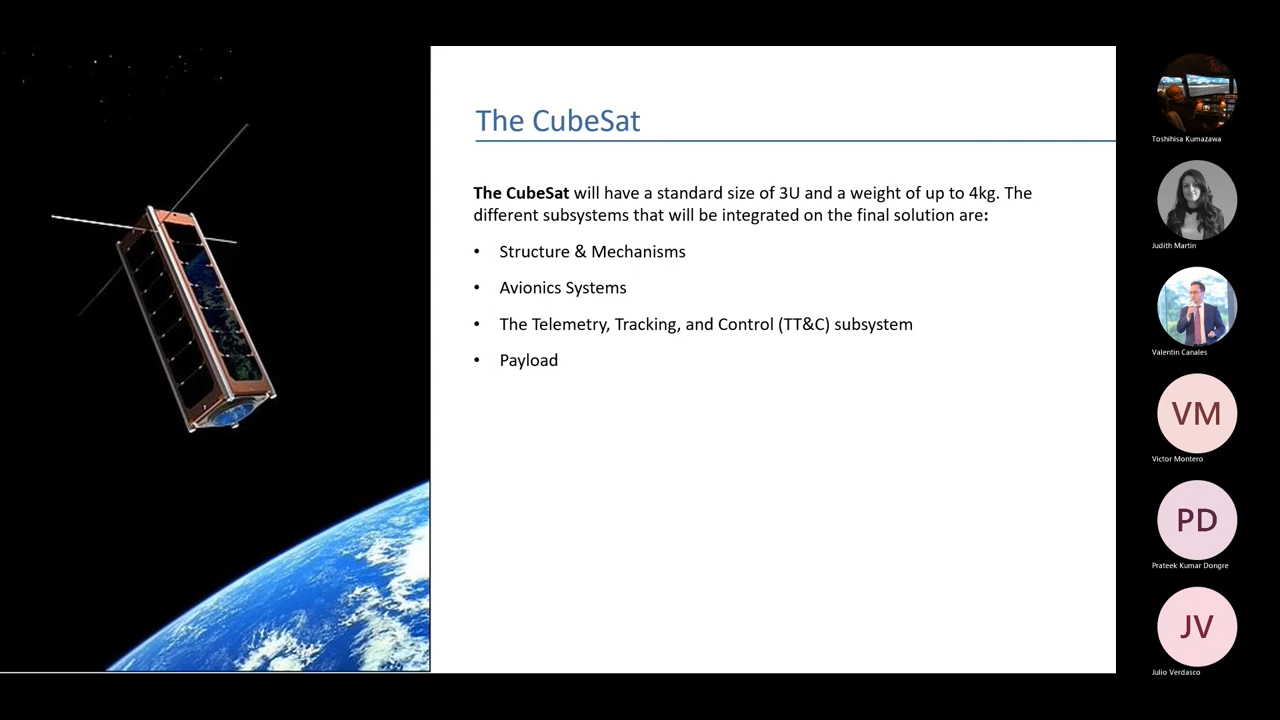 The CubeSat
The CubeSat will have a standard size of 3U and a weight of up to 4kg. The
different subsystems that will be integrated on the final solution are:
• Structure & Mechanisms
• Avionics Systems
• The Telemetry, Tracking, and Control (TT&C) subsystem
• Payload
Toshihisa Kumazawa
Judith Martin
Valentin Canales
VM
Victor Montero
PD
Prateek Kumar Dongre
JV
Julio Verdasco